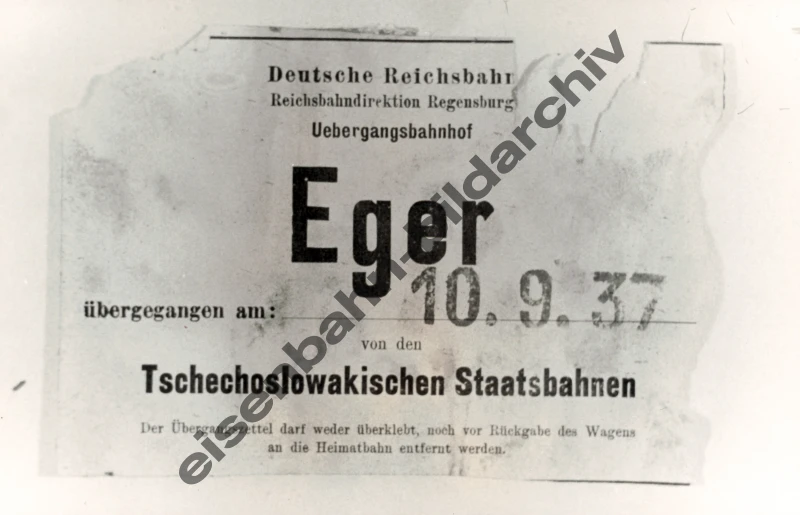 Deutsche Reichsbahn
Reichsbahndirektion Regensburg
Uebergangsbahnhof
Eger
übergegangen am: 10. 9. 37
von den
Tschechoslowakischen Staatsbahnen
Der Übergangszettel darf weder überklebt, noch vor Rückgabe des Wagens
an die Heimatbahn entfernt werden.
eisenbahn-bildarchiv